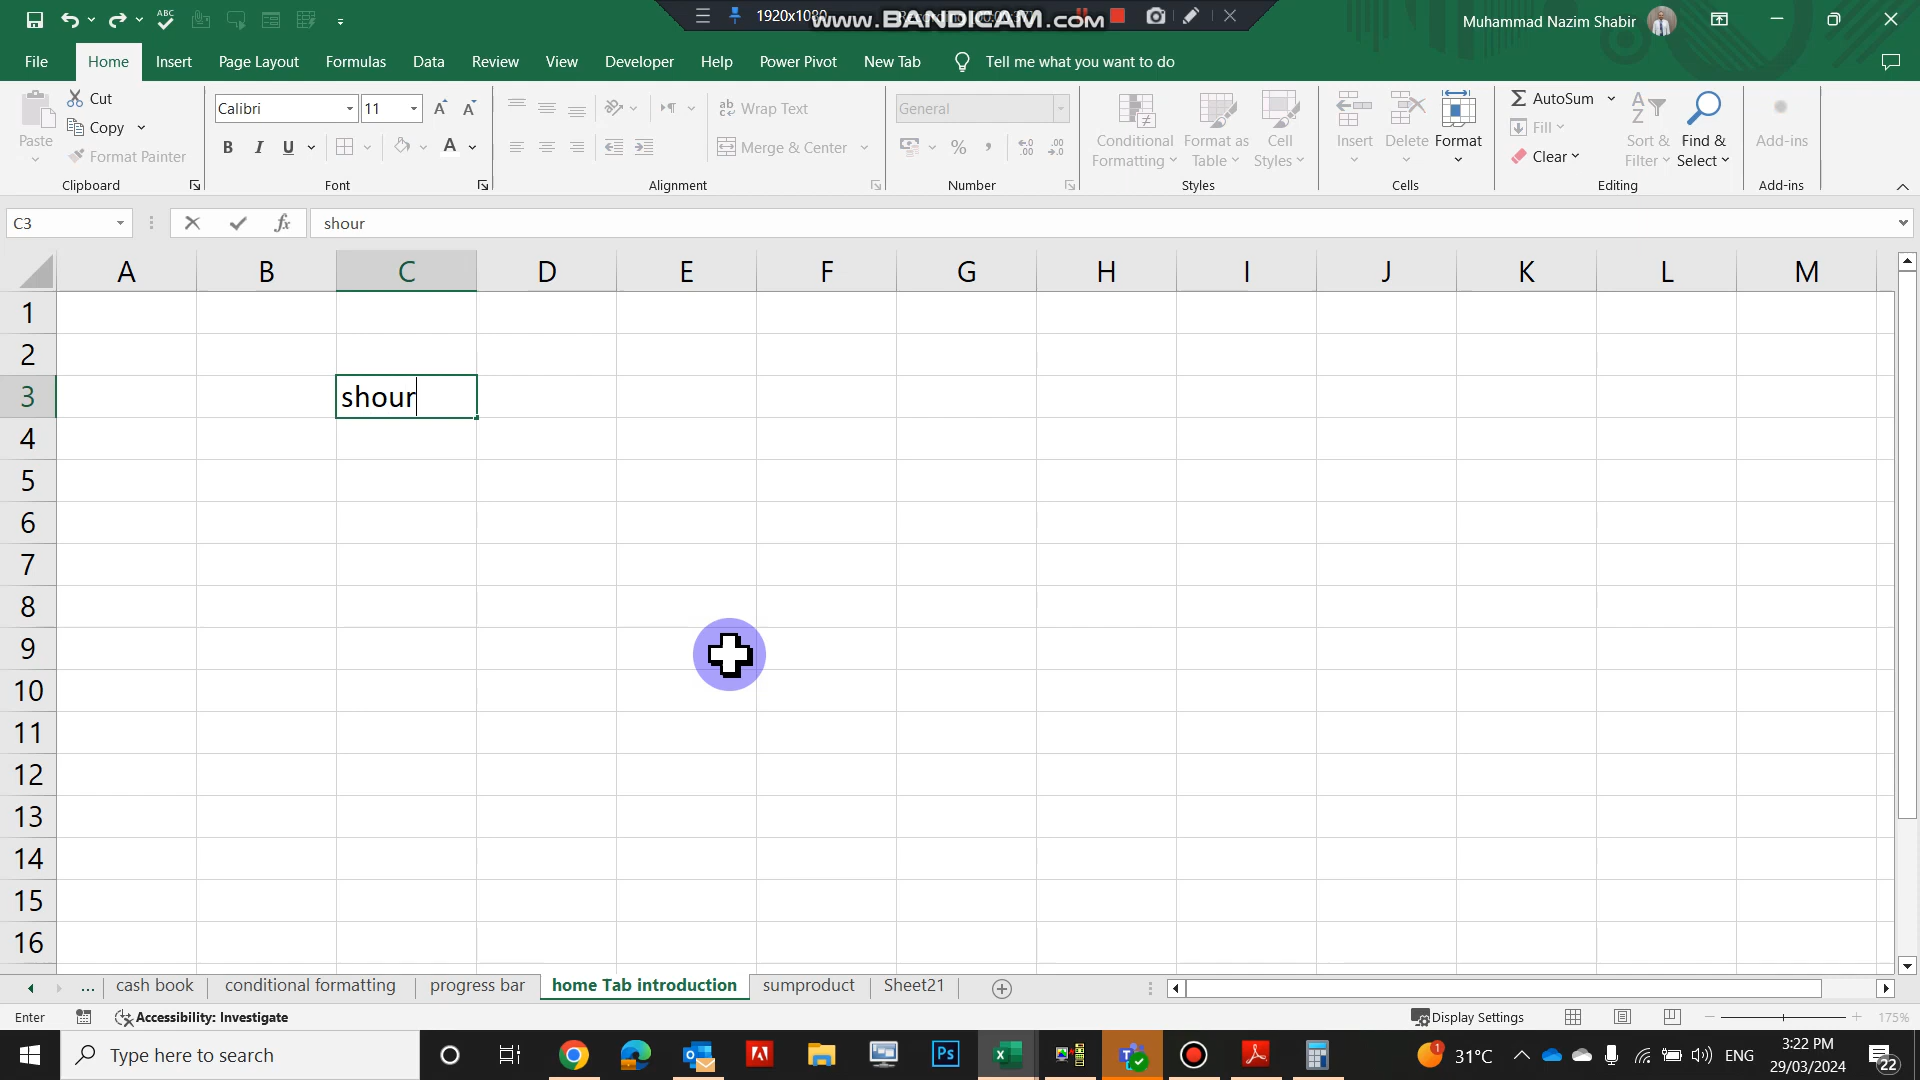 1920x1080
www.BANDICAM.com
Muhammad Nazim Shabir
File Home Insert Page Layout Formulas Data Review View Developer Help Power Pivot New Tab Tell me what you want to do
Paste
Cut
Copy
Format Painter
Clipboard
Calibri 11
B I U A
Font
ab Wrap Text
Merge & Center
Alignment
General
% ,
Number
Conditional Formatting
Format as Table
Cell Styles
Styles
Insert Delete Format
Cells
AutoSum
Fill
Clear
Sort & Filter
Find & Select
Editing
Add-ins
Add-ins
C3 fx shour
A B C D E F G H I J K L M
1
2
3 shour
4
5
6
7
8
9
10
11
12
13
14
15
16
... cash book conditional formatting progress bar home Tab introduction sumproduct Sheet21
Enter Accessibility: Investigate Display Settings 175%
Type here to search
Ps
1
31°C
ENG
3:22 PM
29/03/2024
22